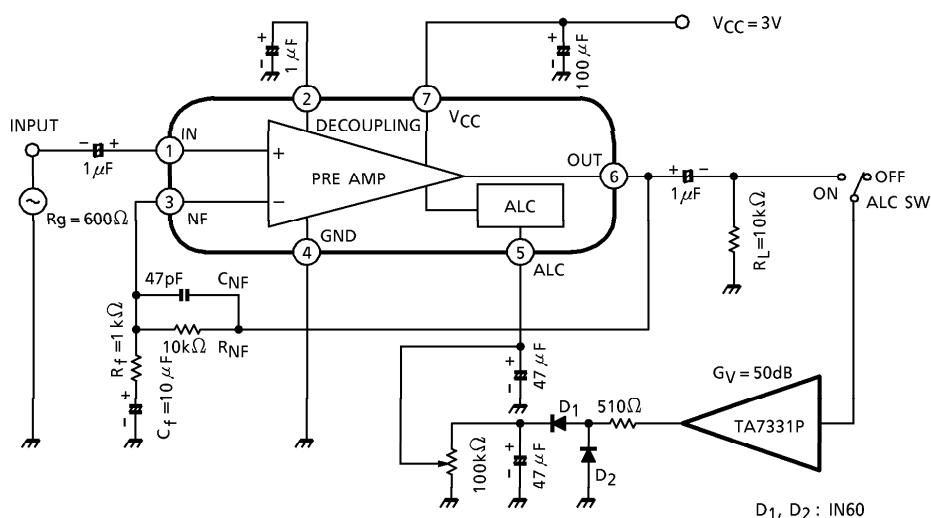 +
-
1μF
+
-
100μF
VCC=3V
2
7
INPUT
IN
DECOUPLING
VCC
- +
1μF
1
+
PRE AMP
OUT
6
+ -
1μF
ON
OFF
ALC SW
Rg=600Ω
3
NF
-
ALC
RL=10kΩ
GND
4
5
ALC
47pF
CNF
10kΩ
RNF
Rf=1kΩ
+
-
Cf=10μF
+
-
47μF
GV=50dB
D1
510Ω
TA7331P
100kΩ
+
-
47μF
D2
D1, D2: IN60